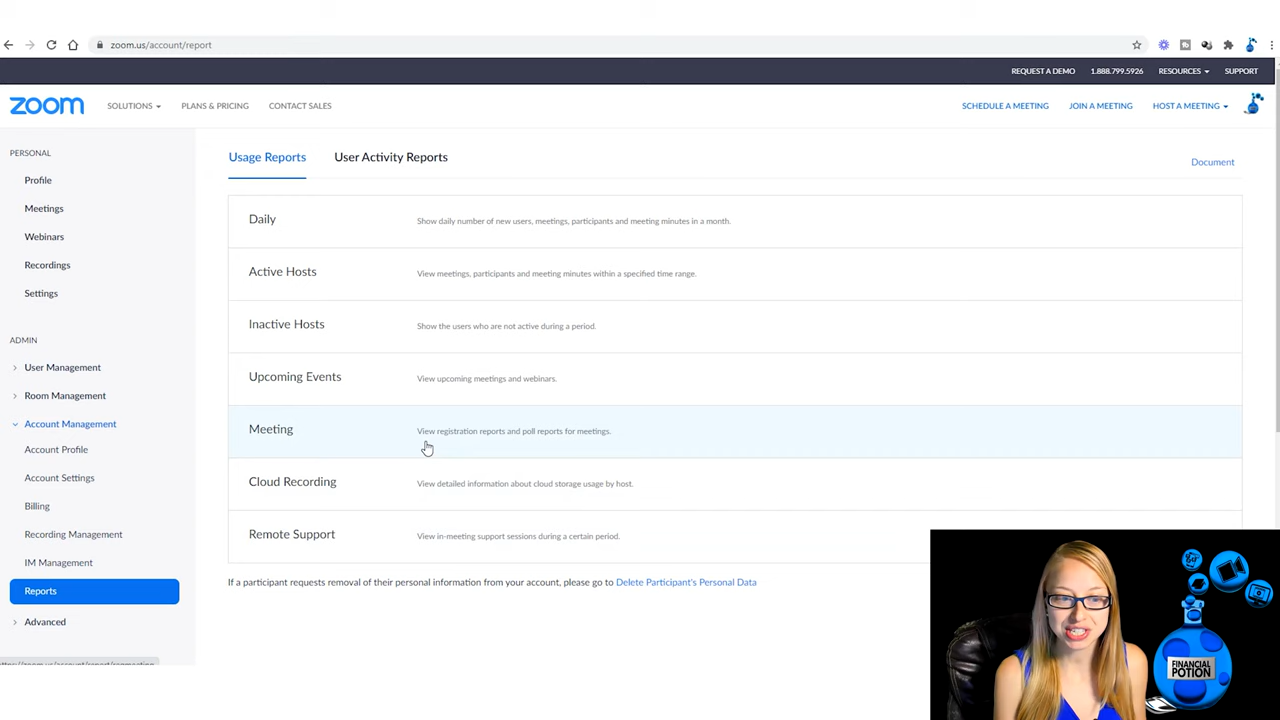 zoom.us/account/report
REQUEST A DEMO 1.888.799.5926 RESOURCES SUPPORT
zoom SOLUTIONS PLANS & PRICING CONTACT SALES SCHEDULE A MEETING JOIN A MEETING HOST A MEETING
PERSONAL
Profile
Meetings
Webinars
Recordings
Settings
ADMIN
User Management
Room Management
Account Management
Account Profile
Account Settings
Billing
Recording Management
IM Management
Reports
Advanced
https://zoom.us/account/report/regmeeting
Usage Reports User Activity Reports Document
Daily Show daily number of new users, meetings, participants and meeting minutes in a month.
Active Hosts View meetings, participants and meeting minutes within a specified time range.
Inactive Hosts Show the users who are not active during a period.
Upcoming Events View upcoming meetings and webinars.
Meeting View registration reports and poll reports for meetings.
Cloud Recording View detailed information about cloud storage usage by host.
Remote Support View in-meeting support sessions during a certain period.
If a participant requests removal of their personal information from your account, please go to Delete Participant's Personal Data
FINANCIAL
POTION